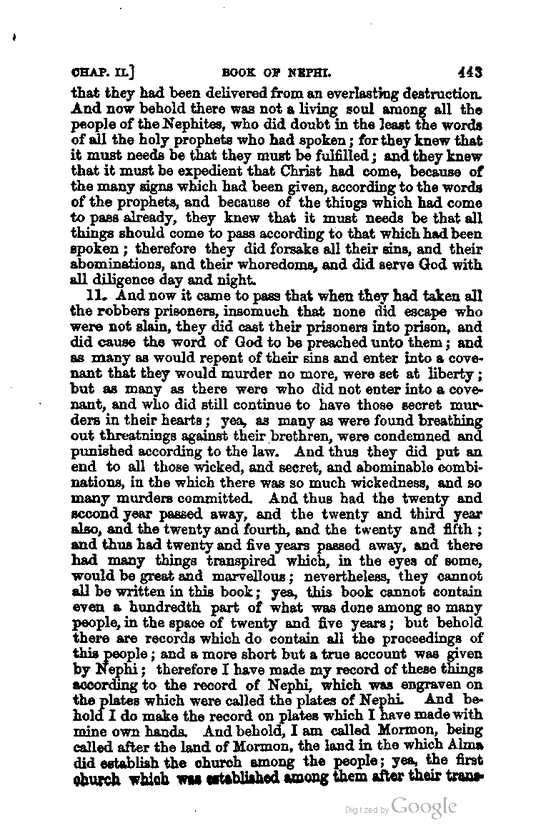 CHAP. II.] BOOK OF NEPHI. 443
that they had been delivered from an everlasting destruction.
And now behold there was not a living soul among all the
people of the Nephites, who did doubt in the least the words
of all the holy prophets who had spoken; for they knew that
it must needs be that they must be fulfilled; and they knew
that it must be expedient that Christ had come, because of
the many signs which had been given, according to the words
of the prophets, and because of the things which had come
to pass already, they knew that it must needs be that all
things should come to pass according to that which had been
spoken; therefore they did forsake all their sins, and their
abominations, and their whoredoms, and did serve God with
all diligence day and night.
11. And now it came to pass that when they had taken all
the robbers prisoners, insomuch that none did escape who
were not slain, they did cast their prisoners into prison, and
did cause the word of God to be preached unto them; and
as many as would repent of their sins and enter into a cove-
nant that they would murder no more, were set at liberty;
but as many as there were who did not enter into a cove-
nant, and who did still continue to have those secret mur-
ders in their hearts; yea, as many as were found breathing
out threatnings against their brethren, were condemned and
punished according to the law. And thus they did put an
end to all those wicked, and secret, and abominable combi-
nations, in the which there was so much wickedness, and so
many murders committed. And thus had the twenty and
second year passed away, and the twenty and third year
also, and the twenty and fourth, and the twenty and fifth;
and thus had twenty and five years passed away, and there
had many things transpired which, in the eyes of some,
would be great and marvellous; nevertheless, they cannot
all be written in this book; yea, this book cannot contain
even a hundredth part of what was done among so many
people, in the space of twenty and five years; but behold
there are records which do contain all the proceedings of
this people; and a more short but a true account was given
by Nephi; therefore I have made my record of these things
according to the record of Nephi, which was engraven on
the plates which were called the plates of Nephi. And be-
hold I do make the record on plates which I have made with
mine own hands. And behold, I am called Mormon, being
called after the land of Mormon, the land in the which Alma
did establish the church among the people; yea, the first
church which was established among them after their trans-
Digitized by Google